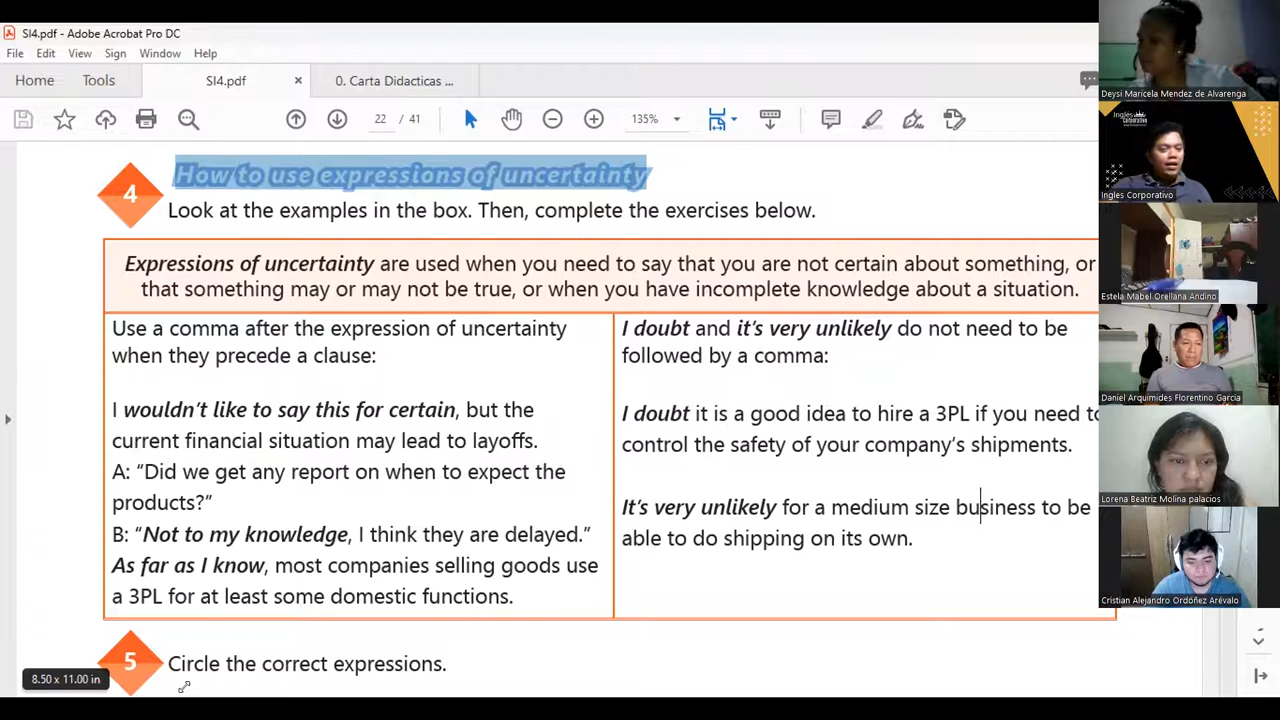 SI4.pdf - Adobe Acrobat Pro DC
File Edit View Sign Window Help
Home Tools SI4.pdf × 0. Carta Didacticas ...
22 / 41 135%
4 How to use expressions of uncertainty
Look at the examples in the box. Then, complete the exercises below.
Expressions of uncertainty are used when you need to say that you are not certain about something, or
that something may or may not be true, or when you have incomplete knowledge about a situation.
Use a comma after the expression of uncertainty
when they precede a clause:
I wouldn't like to say this for certain, but the
current financial situation may lead to layoffs.
A: “Did we get any report on when to expect the
products?”
B: “Not to my knowledge, I think they are delayed.”
As far as I know, most companies selling goods use
a 3PL for at least some domestic functions.
I doubt and it's very unlikely do not need to be
followed by a comma:
I doubt it is a good idea to hire a 3PL if you need to
control the safety of your company's shipments.
It's very unlikely for a medium size business to be
able to do shipping on its own.
5 Circle the correct expressions.
8.50 x 11.00 in
Deysi Maricela Mendez de Alvarenga
Inglés
Corporativo
Ingles Corporativo
Estela Mabel Orellana Andino
Daniel Arquimides Florentino Garcia
Lorena Beatriz Molina palacios
Cristian Alejandro Ordóñez Arévalo